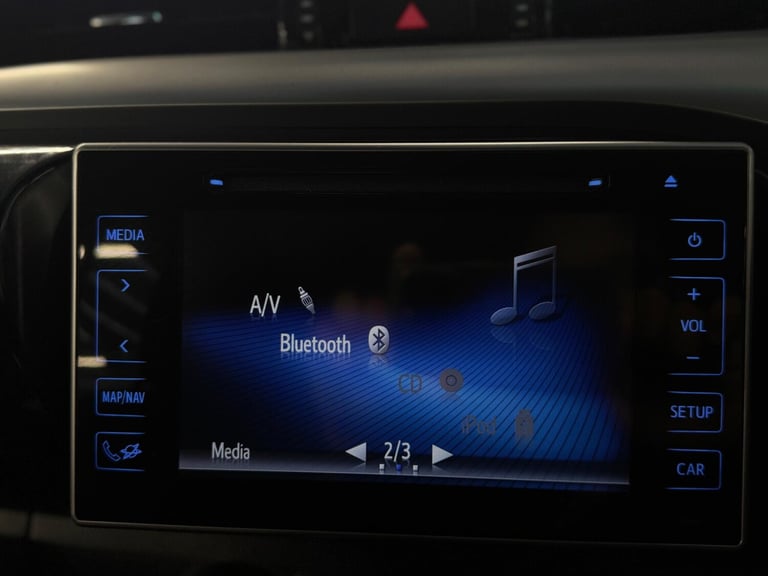 MEDIA
MAP/NAV
A/V
Bluetooth
CD
iPod
Media
2/3
+
VOL
−
SETUP
CAR